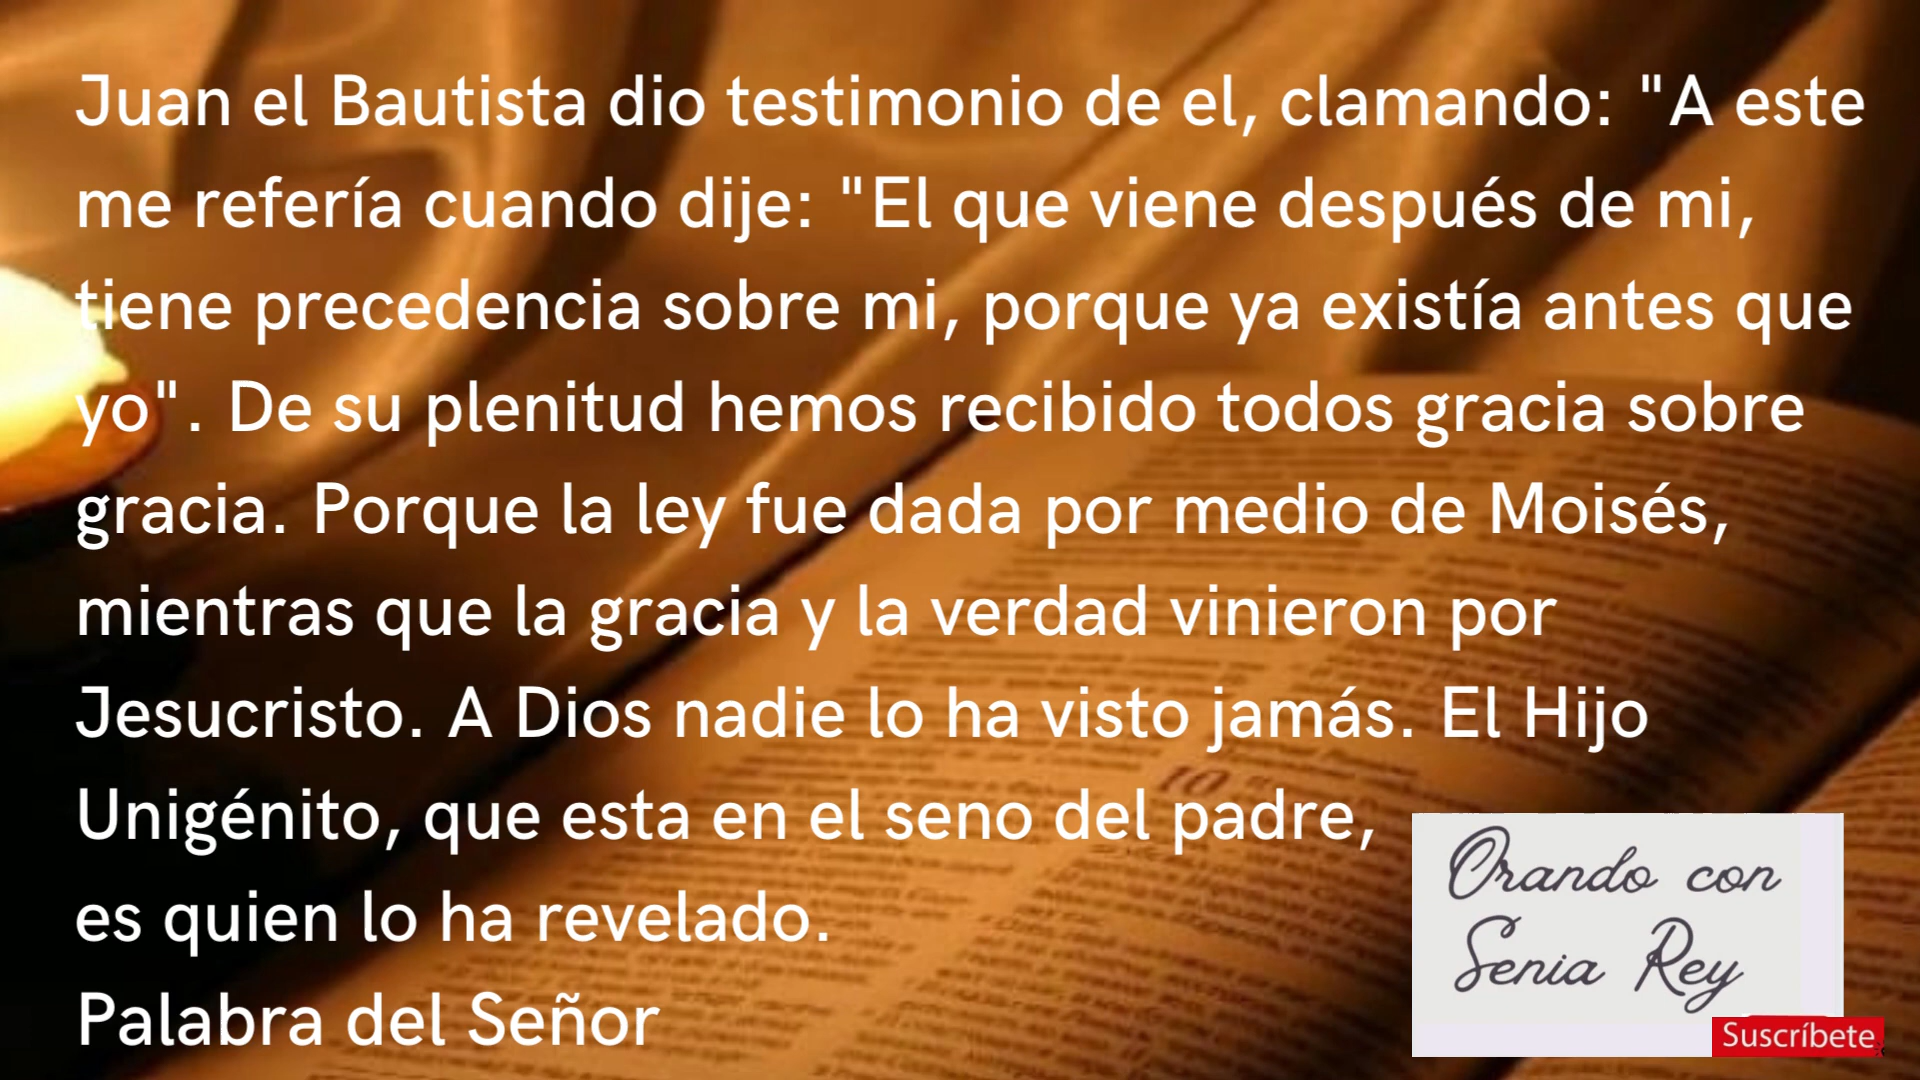 Juan el Bautista dio testimonio de el, clamando: "A este
me refería cuando dije: "El que viene después de mi,
tiene precedencia sobre mi, porque ya existía antes que
yo". De su plenitud hemos recibido todos gracia sobre
gracia. Porque la ley fue dada por medio de Moisés,
mientras que la gracia y la verdad vinieron por
Jesucristo. A Dios nadie lo ha visto jamás. El Hijo
Unigénito, que esta en el seno del padre,
es quien lo ha revelado.
Palabra del Señor
10
Orando con
Senia Rey
Suscríbete